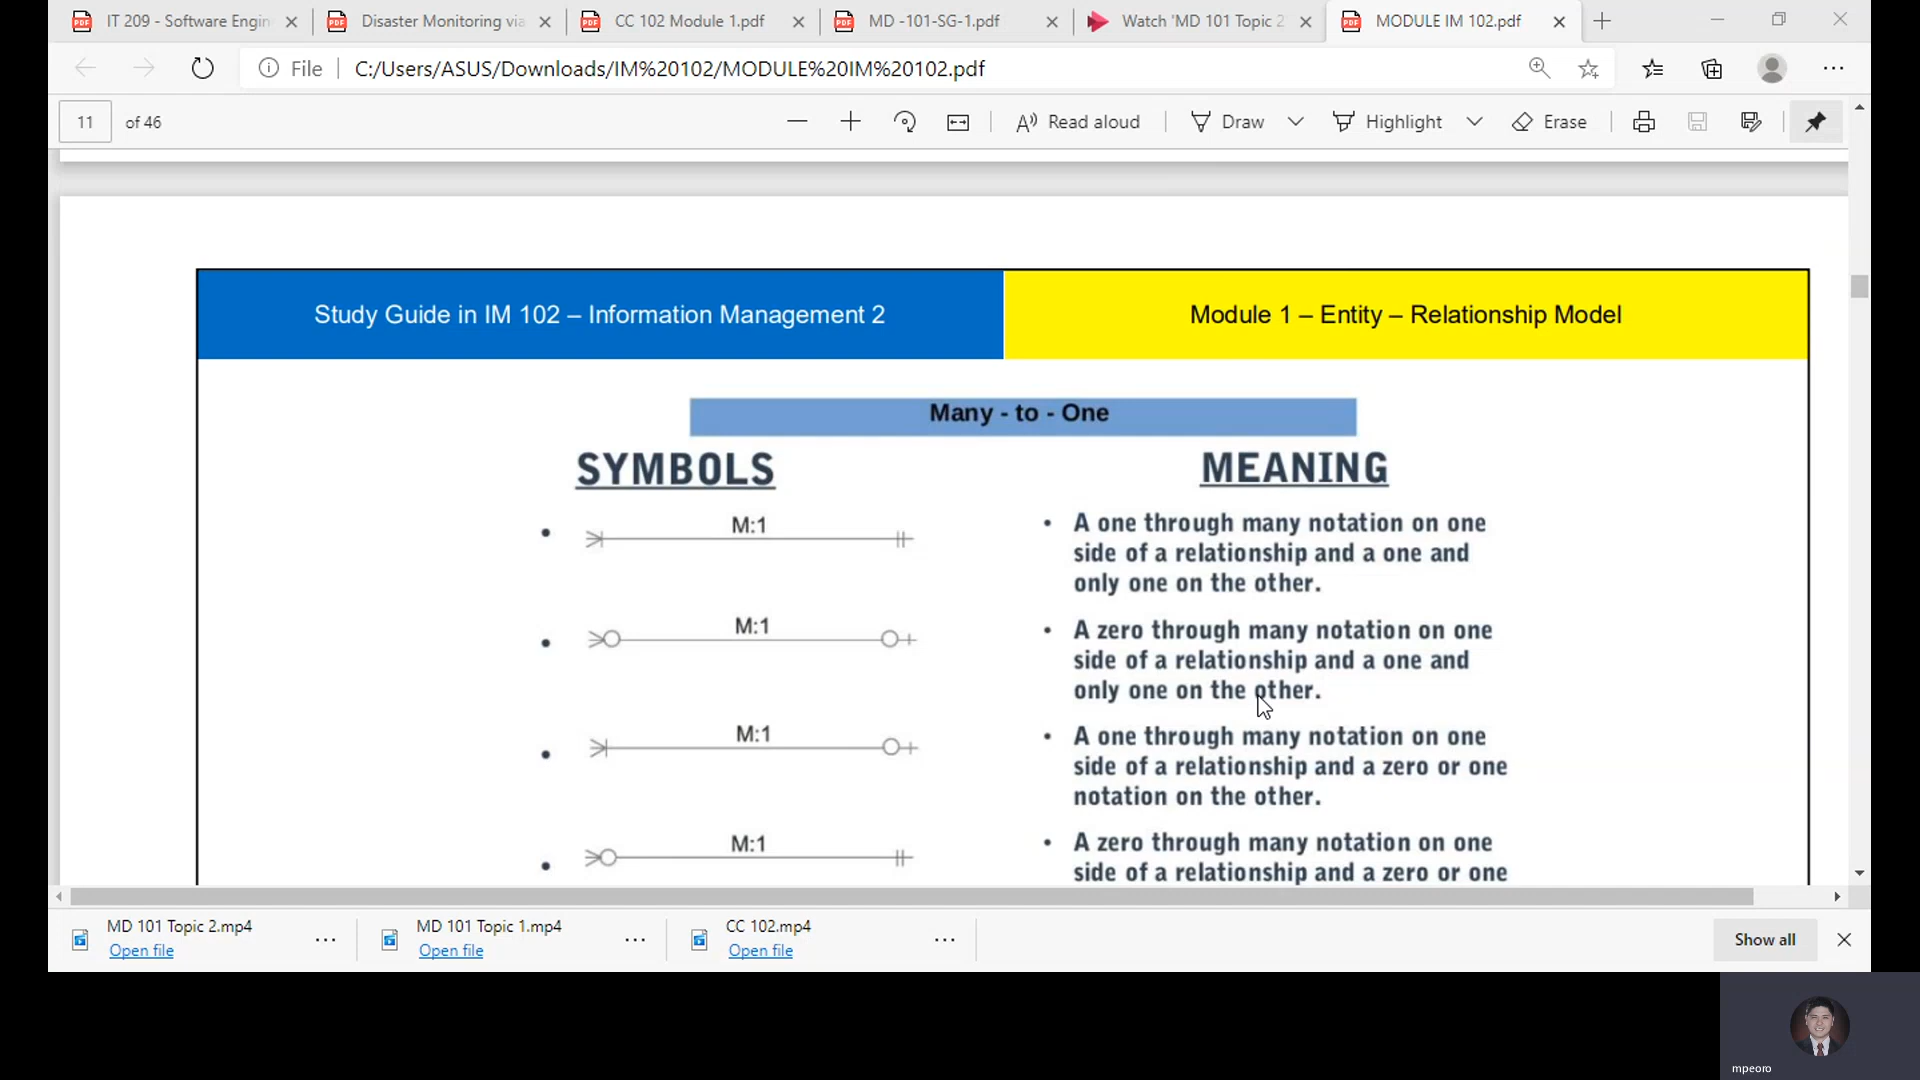 IT 209 - Software Engin
Disaster Monitoring via
CC 102 Module 1.pdf
MD -101-SG-1.pdf
Watch 'MD 101 Topic 2
MODULE IM 102.pdf
File
C:/Users/ASUS/Downloads/IM%20102/MODULE%20IM%20102.pdf
11 of 46
Read aloud
Draw
Highlight
Erase
Study Guide in IM 102 – Information Management 2
Module 1 – Entity – Relationship Model
Many - to - One
SYMBOLS
MEANING
M:1
• A one through many notation on one
side of a relationship and a one and
only one on the other.
M:1
• A zero through many notation on one
side of a relationship and a one and
only one on the other.
M:1
• A one through many notation on one
side of a relationship and a zero or one
notation on the other.
M:1
• A zero through many notation on one
side of a relationship and a zero or one
MD 101 Topic 2.mp4
Open file
MD 101 Topic 1.mp4
Open file
CC 102.mp4
Open file
Show all
mpeoro